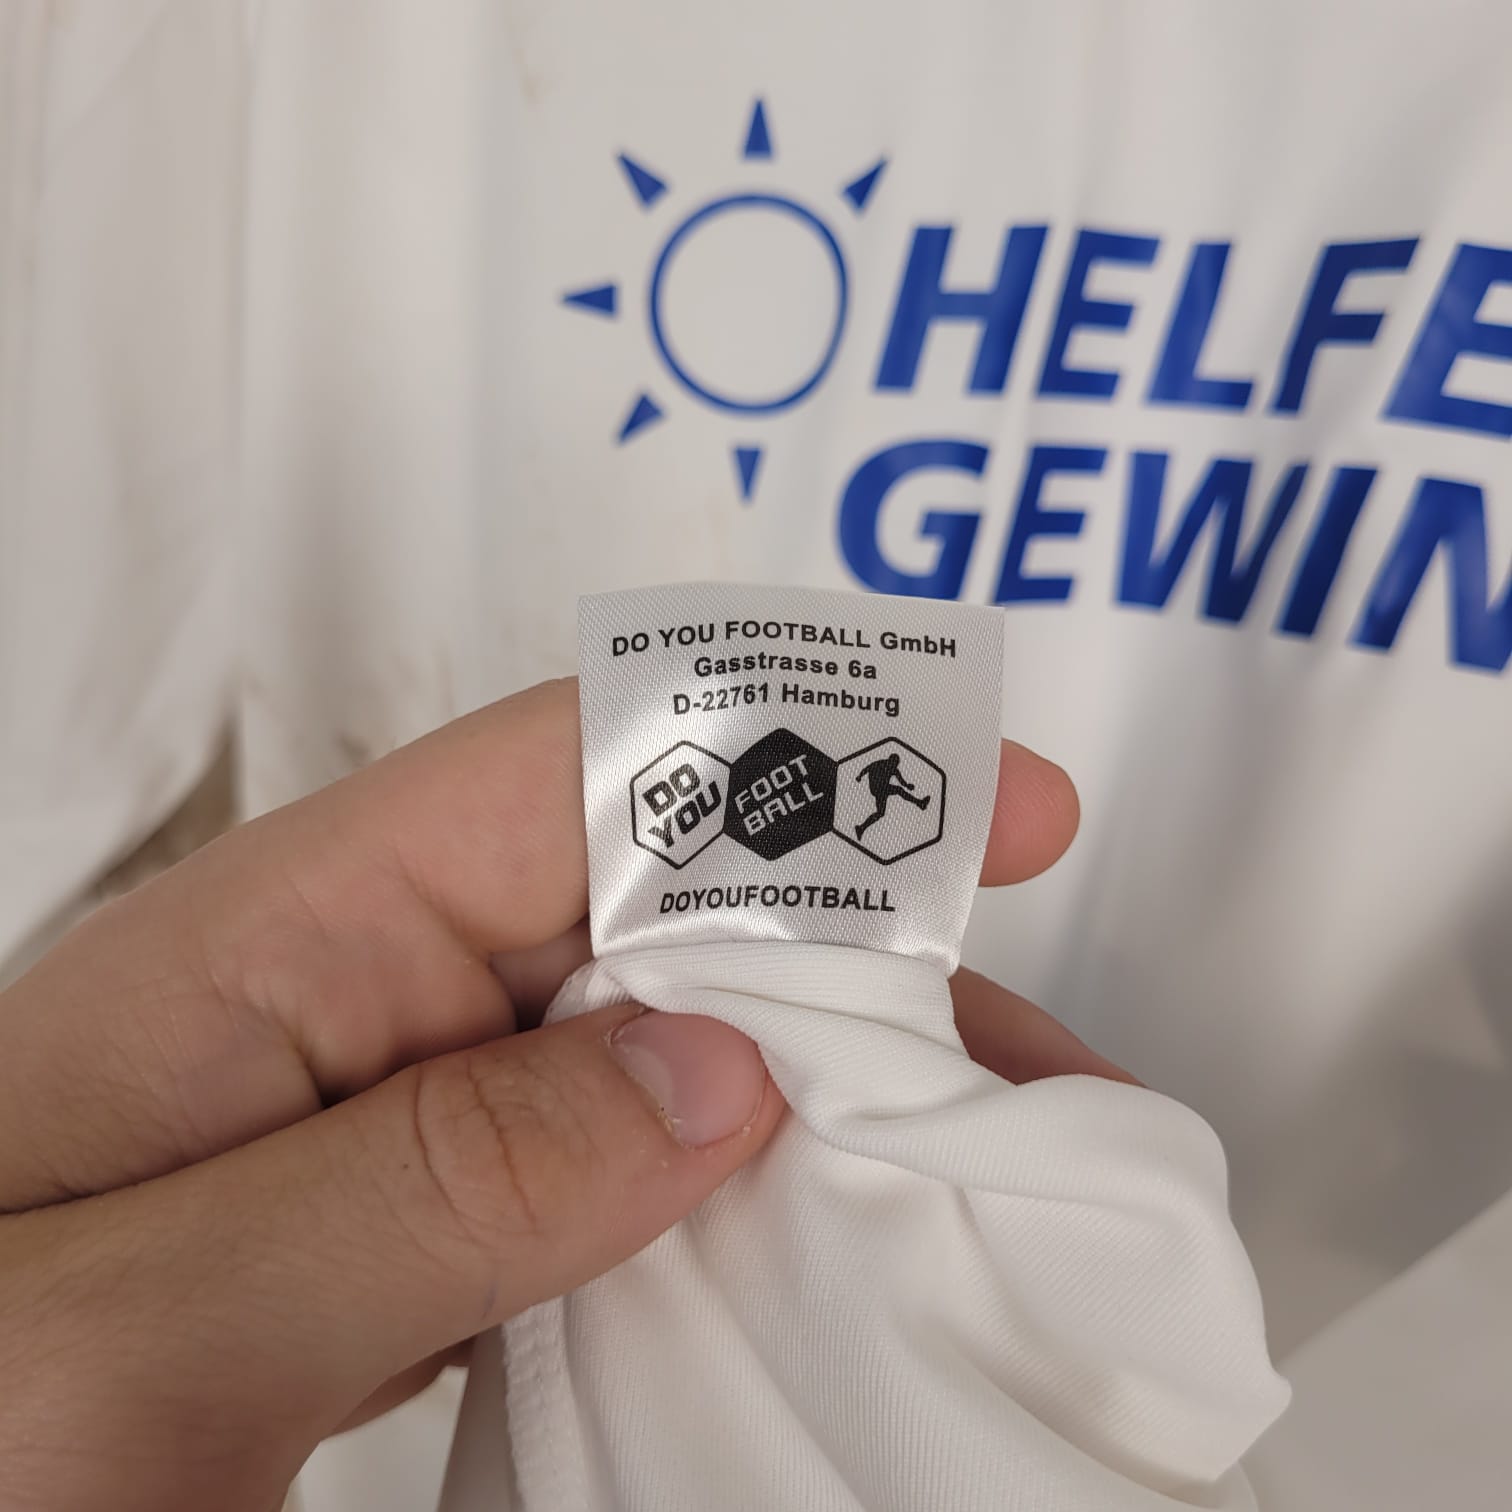 HELFE
GEWIN
DO YOU FOOTBALL GmbH
Gasstrasse 6a
D-22761 Hamburg
DO
YOU
FOOT
BALL
DOYOUFOOTBALL